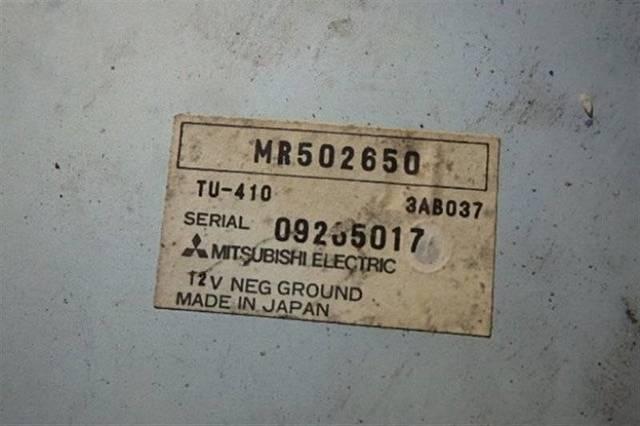 MR502650
TU-410 3AB037
SERIAL
MITSUBISHI ELECTRIC
12V NEG GROUND
MADE IN JAPAN